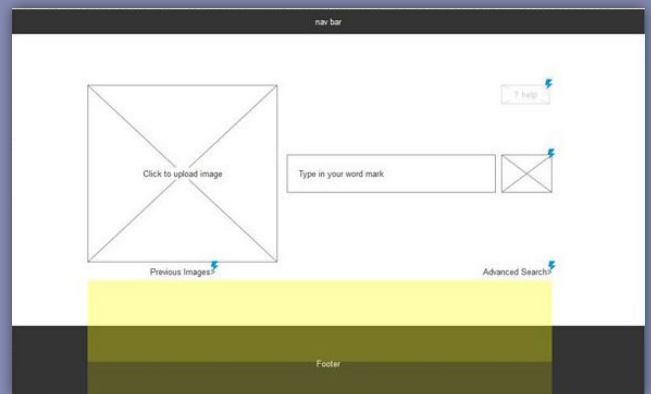 nav bar
? help
Click to upload image
Type in your word mark
Previous Images>
Advanced Search>
Footer